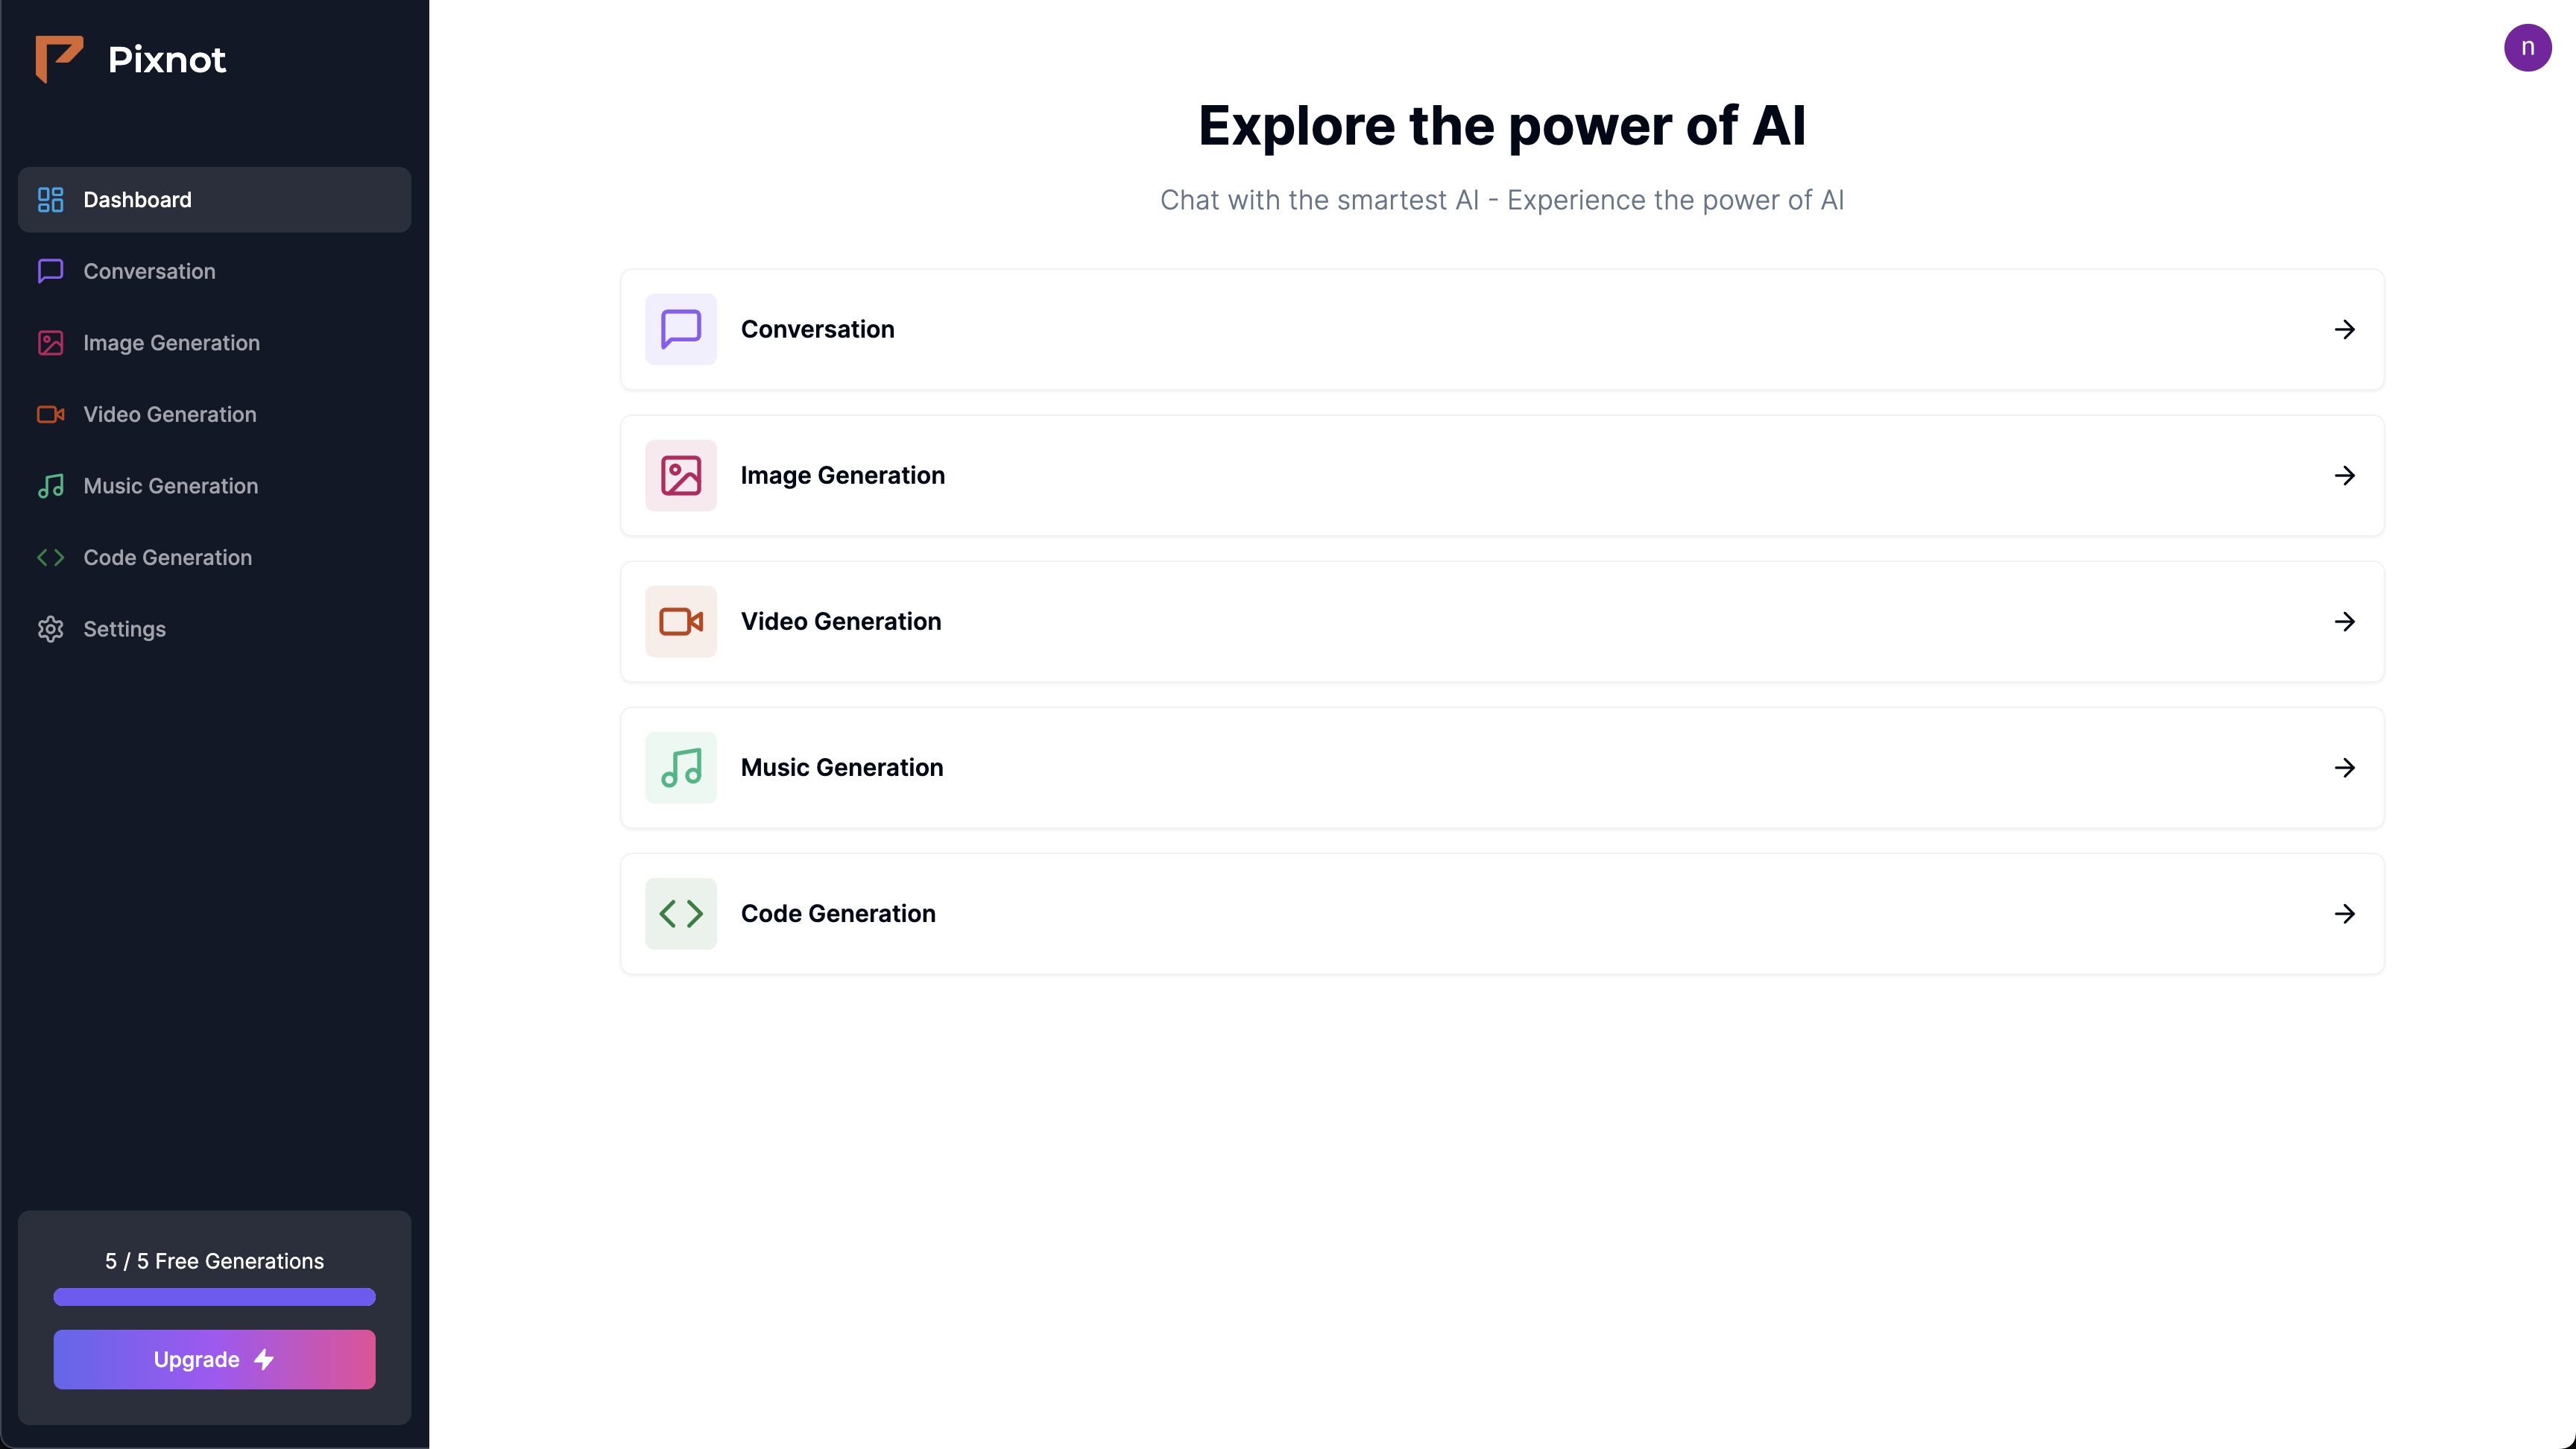 Pixnot
Dashboard
Conversation
Image Generation
Video Generation
Music Generation
Code Generation
Settings
5 / 5 Free Generations
Upgrade
n
Explore the power of AI
Chat with the smartest AI - Experience the power of AI
Conversation
Image Generation
Video Generation
Music Generation
Code Generation